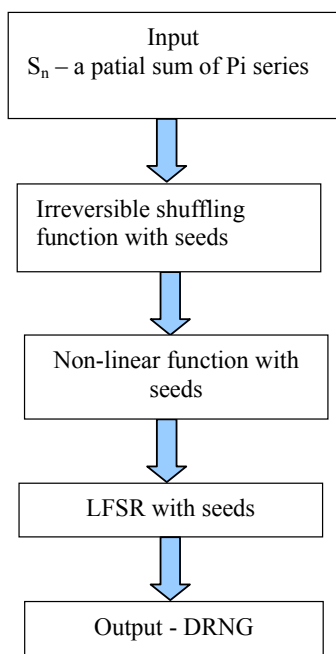 Input
Sₙ – a patial sum of Pi series
Irreversible shuffling
function with seeds
Non-linear function with
seeds
LFSR with seeds
Output - DRNG